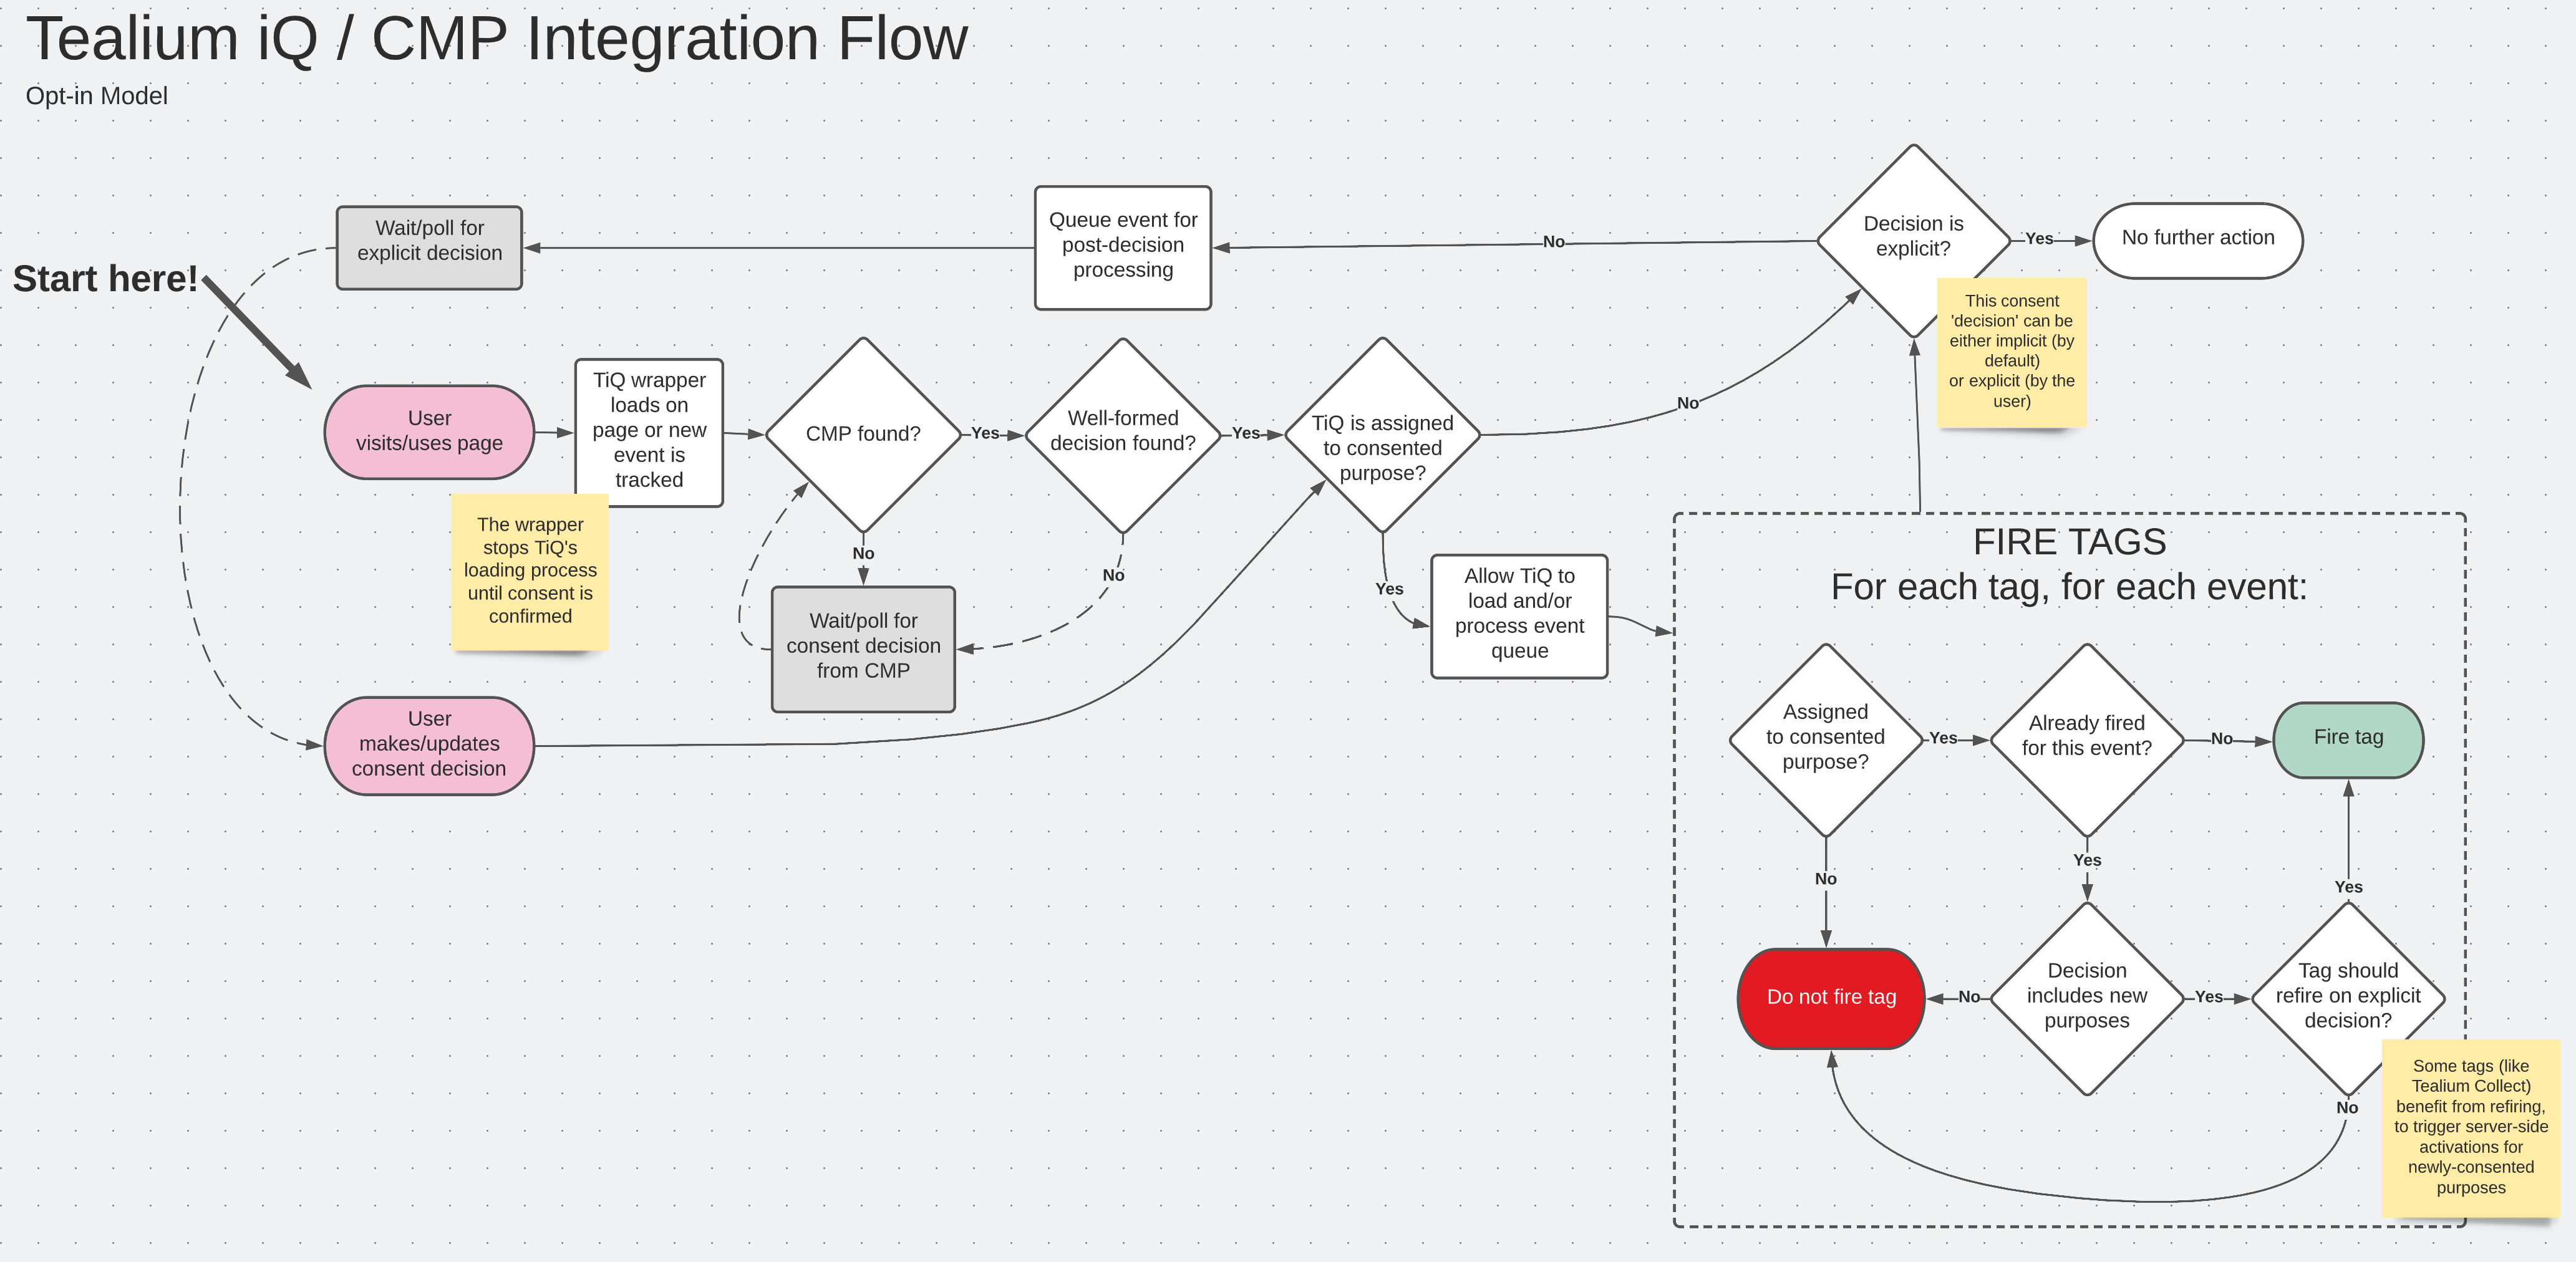 Tealium iQ / CMP Integration Flow
Opt-in Model
Start here!
Wait/poll for
explicit decision
Queue event for
post-decision
processing
No
Decision is
explicit?
Yes
No further action
This consent
'decision' can be
either implicit (by
default)
or explicit (by the
user)
User
visits/uses page
TiQ wrapper
loads on
page or new
event is
tracked
The wrapper
stops TiQ's
loading process
until consent is
confirmed
CMP found?
Yes
No
Well-formed
decision found?
Yes
No
Wait/poll for
consent decision
from CMP
TiQ is assigned
to consented
purpose?
No
Yes
Allow TiQ to
load and/or
process event
queue
User
makes/updates
consent decision
FIRE TAGS
For each tag, for each event:
Assigned
to consented
purpose?
Yes
No
Already fired
for this event?
No
Yes
Fire tag
Do not fire tag
No
Decision
includes new
purposes
Yes
Tag should
refire on explicit
decision?
Yes
No
Some tags (like
Tealium Collect)
benefit from refiring,
to trigger server-side
activations for
newly-consented
purposes